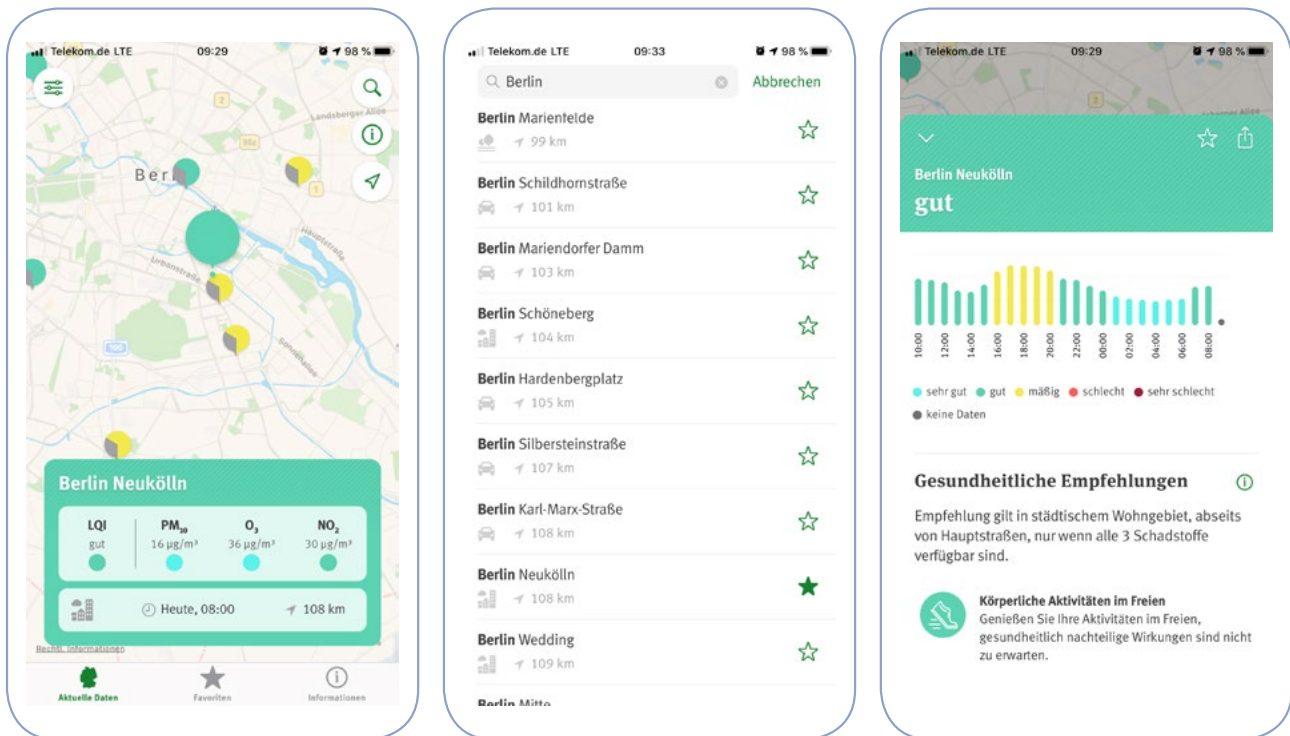 Telekom.de LTE 09:29 98 %
Landsberger Allee
96a
2
1
Ber
Hauptstraße
Urbanstraße
Sonnenallee
100
Berlin Neukölln
LQI PM₁₀ O₃ NO₂
gut 16 µg/m³ 36 µg/m³ 30 µg/m³
Heute, 08:00 108 km
Rechtl. Informationen
Aktuelle Daten Favoriten Informationen
Telekom.de LTE 09:33 98 %
Berlin Abbrechen
Berlin Marienfelde
99 km
Berlin Schildhornstraße
101 km
Berlin Mariendorfer Damm
103 km
Berlin Schöneberg
104 km
Berlin Hardenbergplatz
105 km
Berlin Silbersteinstraße
107 km
Berlin Karl-Marx-Straße
108 km
Berlin Neukölln
108 km
Berlin Wedding
109 km
Berlin Mitte
Telekom.de LTE 09:29 98 %
2
Berlin Neukölln
gut
10:00 12:00 14:00 16:00 18:00 20:00 22:00 00:00 02:00 04:00 06:00 08:00
sehr gut gut mäßig schlecht sehr schlecht
keine Daten
Gesundheitliche Empfehlungen
Empfehlung gilt in städtischem Wohngebiet, abseits
von Hauptstraßen, nur wenn alle 3 Schadstoffe
verfügbar sind.
Körperliche Aktivitäten im Freien
Genießen Sie Ihre Aktivitäten im Freien,
gesundheitlich nachteilige Wirkungen sind nicht
zu erwarten.